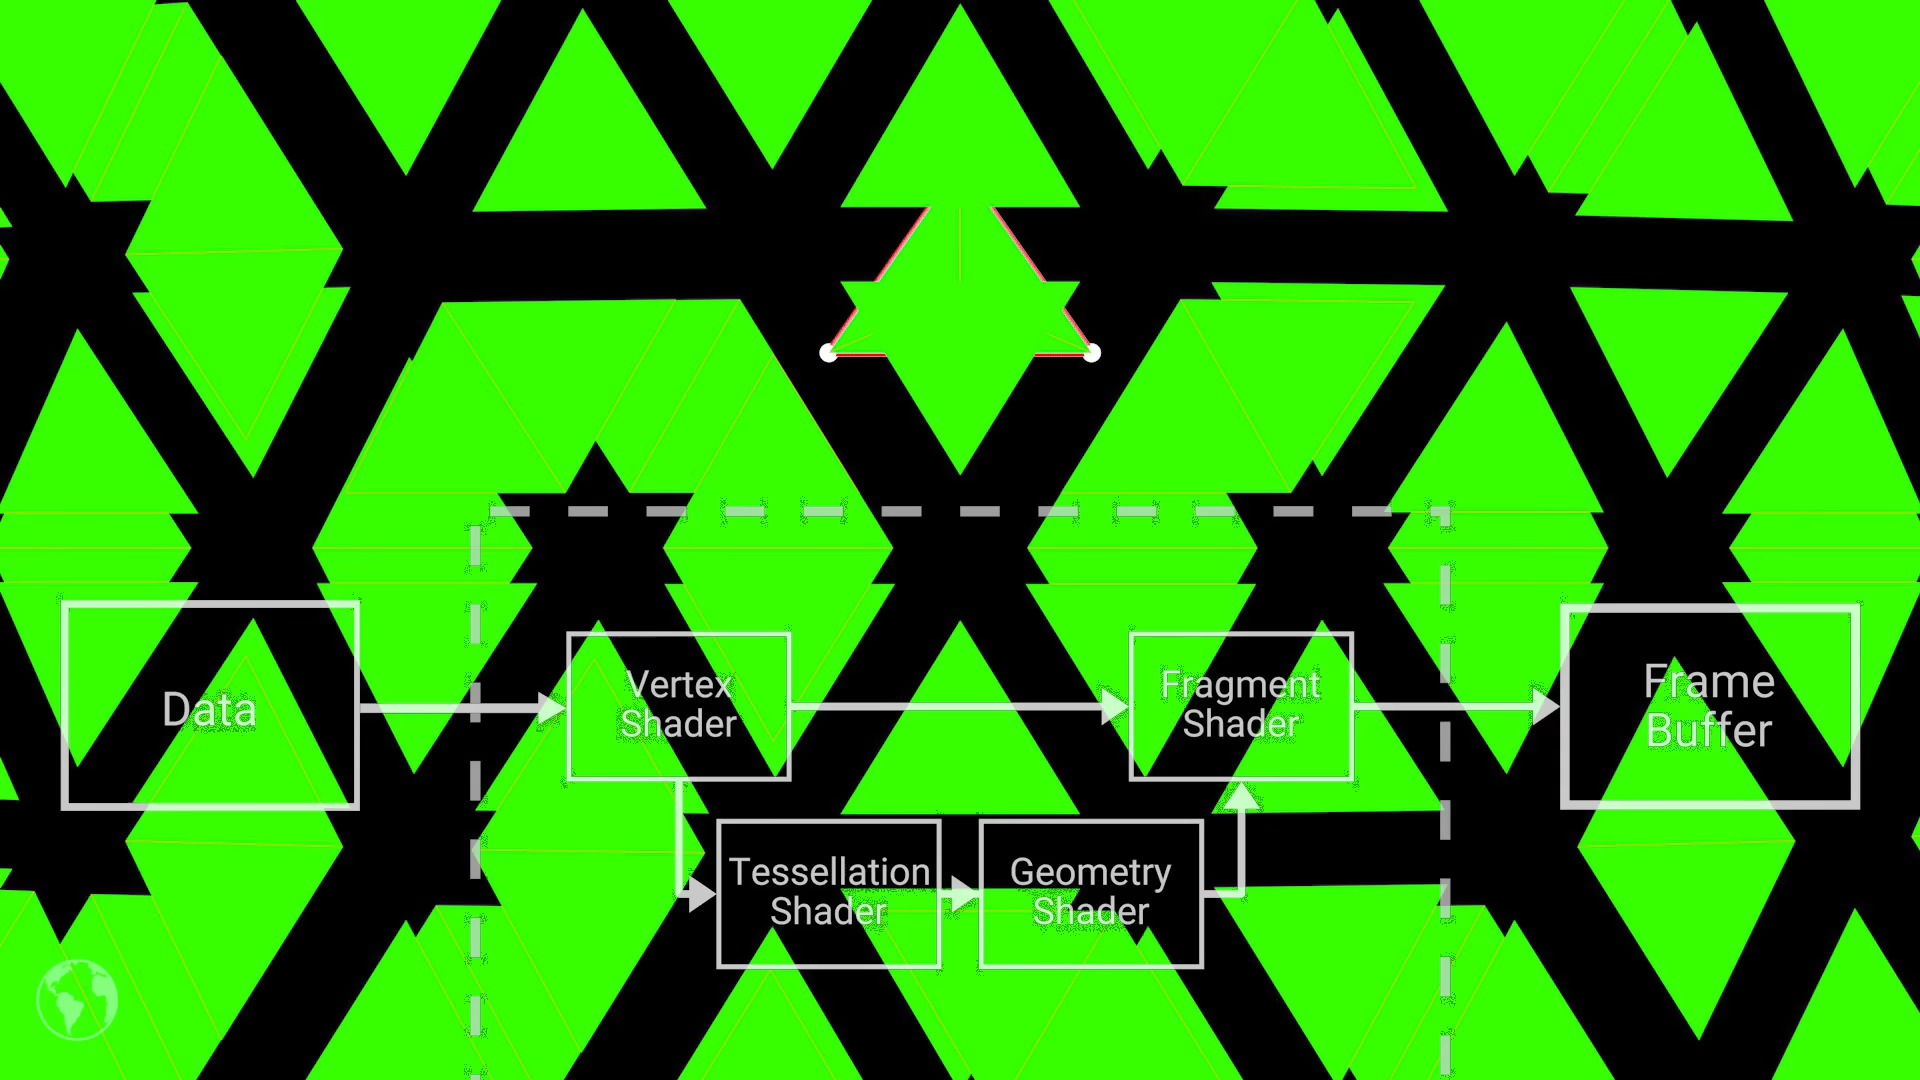 Data
Vertex
Shader
Tessellation
Shader
Geometry
Shader
Fragment
Shader
Frame
Buffer